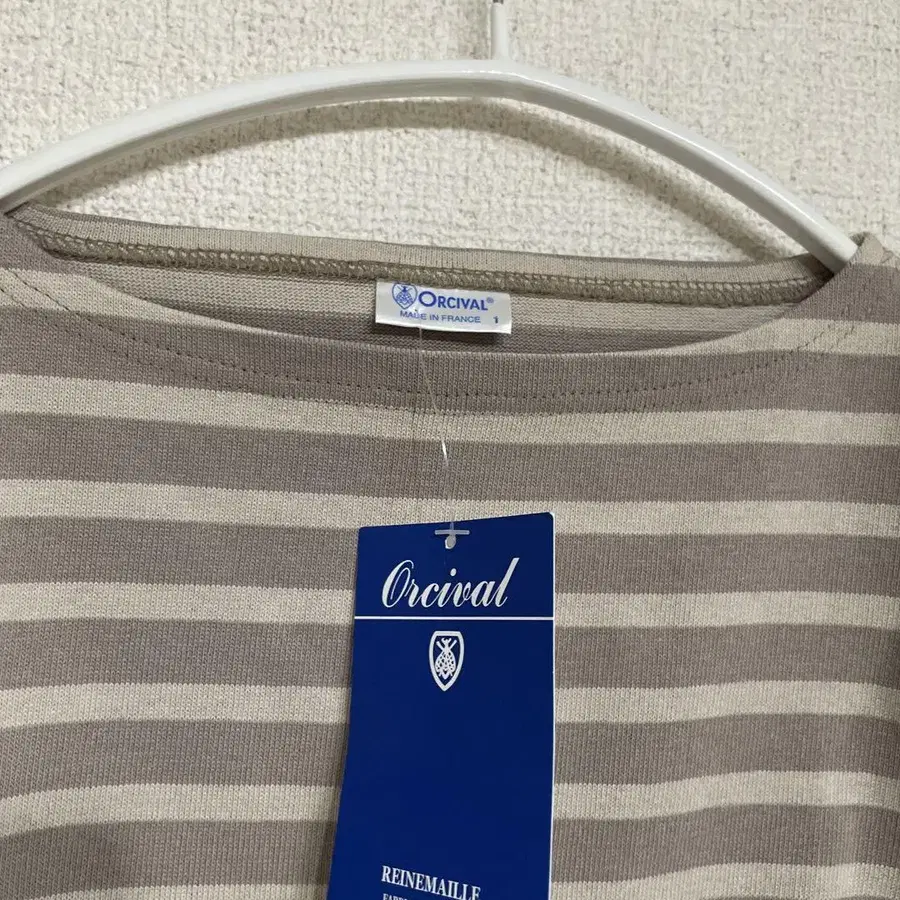 ORCIVAL®
MADE IN FRANCE 1
Orcival
REINEMAILLE